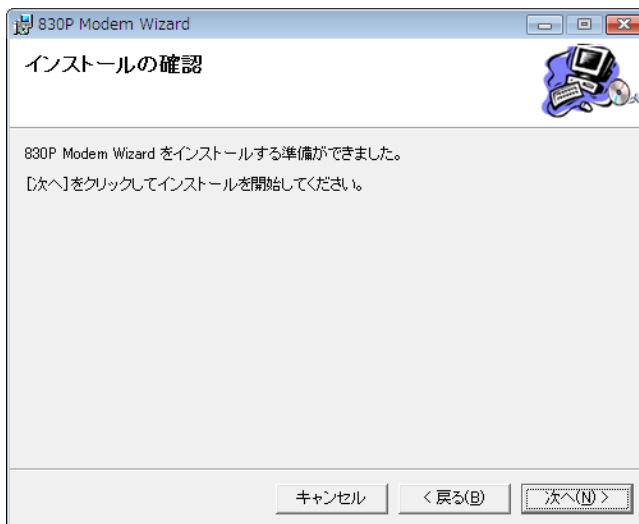 830P Modem Wizard
インストールの確認
830P Modem Wizard をインストールする準備ができました。
[次へ]をクリックしてインストールを開始してください。
キャンセル
< 戻る(B)
次へ(N) >